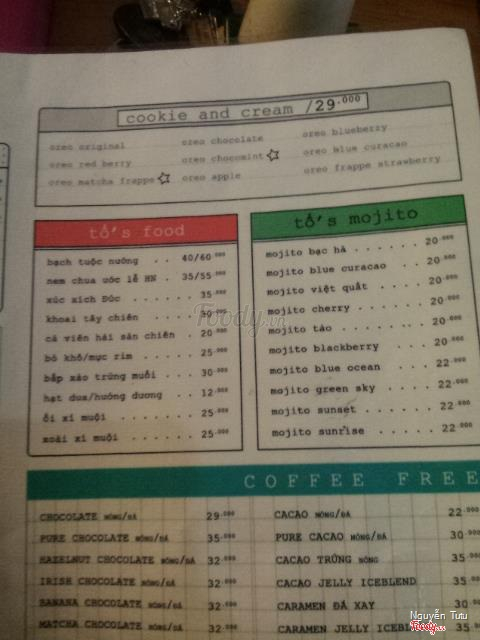 cookie and cream /29.000
oreo original
oreo chocolate
oreo blueberry
oreo red berry
oreo chocomint
oreo blue curacao
oreo matcha frappe
oreo apple
oreo frappe strawberry
tổ's food
bạch tuộc nướng . . 40/60.000
nem chua ước lễ HN . 35/55.000
xúc xích Đức . . . . . 35.000
khoai tây chiên . . . . 30.000
cá viên hải sản chiên . 20.000
bò khô/mực rim . . . . 25.000
bắp xào trứng muối . . 30.000
hạt dưa/hướng dương . . 12.000
ổi xí muội . . . . . . 25.000
xoài xí muội . . . . . . 25.000
tổ's mojito
mojito bạc hà . . . . . . 20.000
mojito blue curacao . . 20.000
mojito việt quất . . . . 20.000
mojito cherry . . . . . . 20.000
mojito táo . . . . . . . 20.000
mojito blackberry . . . 20.000
mojito blue ocean . . . 22.000
mojito green sky . . . . 22.000
mojito sunset . . . . . . 22.000
mojito sunrise . . . . . 22.000
COFFEE FREE
CHOCOLATE NÓNG/ĐÁ 29.000
PURE CHOCOLATE NÓNG/ĐÁ 35.000
HAZELNUT CHOCOLATE NÓNG/ĐÁ 32.000
IRISH CHOCOLATE NÓNG/ĐÁ 32.000
BANANA CHOCOLATE NÓNG/ĐÁ 32.000
MATCHA CHOCOLATE NÓNG/ĐÁ 32.000
CACAO NÓNG/ĐÁ 22.000
PURE CACAO NÓNG/ĐÁ 30.000
CACAO TRỨNG NÓNG 35.000
CACAO JELLY ICEBLEND 35.000
CARAMEN ĐÁ XAY 30
35
Foody.vn
Nguyễn Tưu
Foody.vn